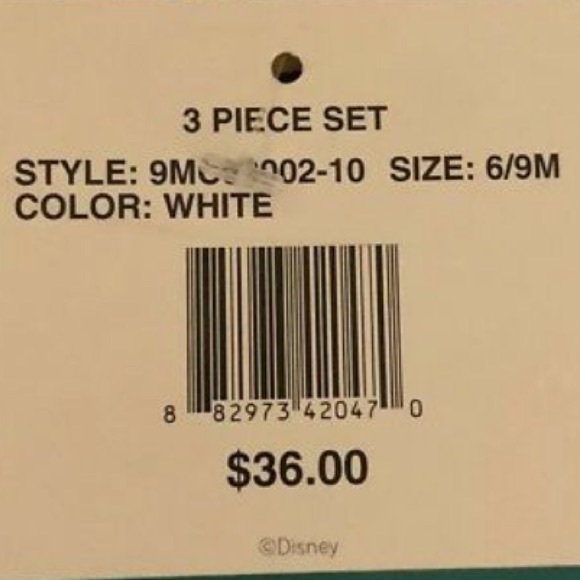 3 PIECE SET
STYLE: SIZE: 6/9M
COLOR: WHITE
8 82973 42047 0
$36.00
©Disney